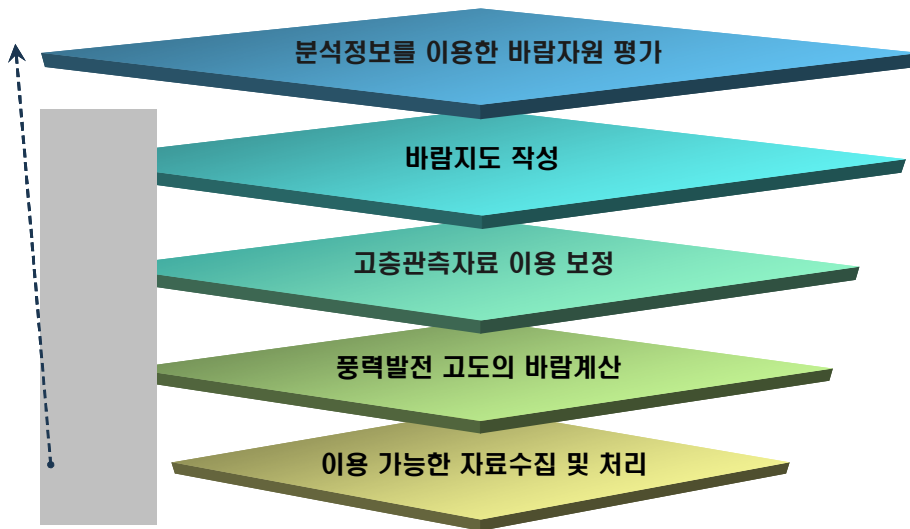 분석정보를 이용한 바람자원 평가
바람지도 작성
고층관측자료 이용 보정
풍력발전 고도의 바람계산
이용 가능한 자료수집 및 처리